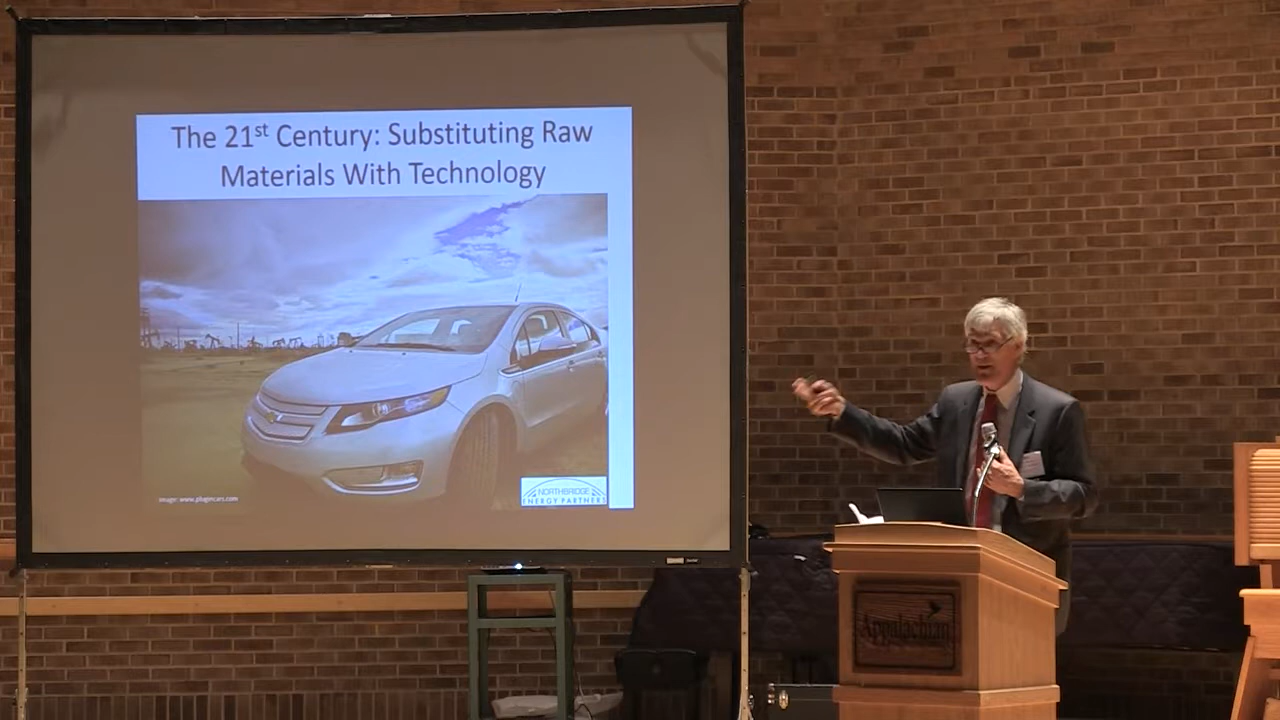 The 21st Century: Substituting Raw
Materials With Technology
image: www.plugincars.com
NORTHBRIDGE
ENERGY PARTNERS
Appalachian